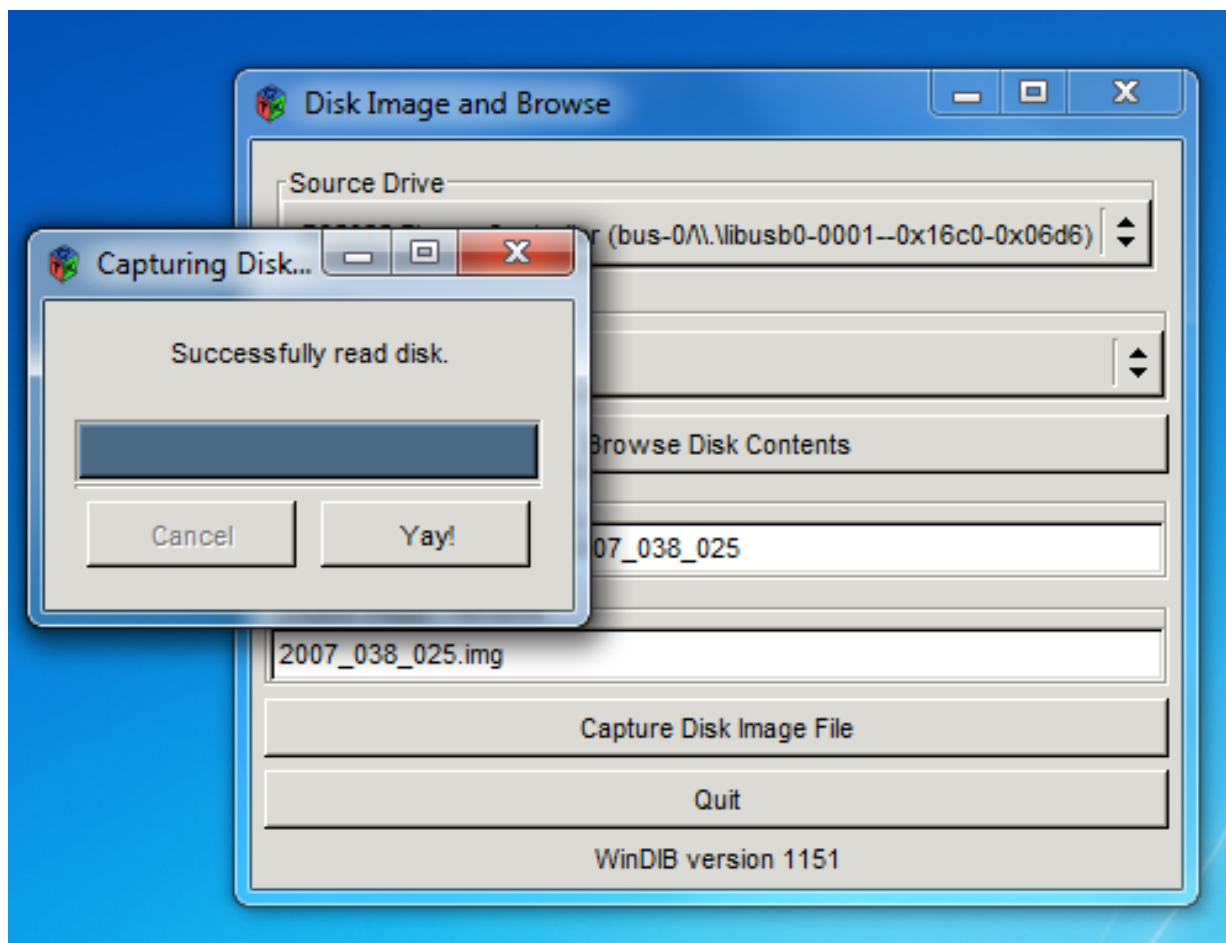 Disk Image and Browse
Source Drive
(bus-0/\\.\libusb0-0001--0x16c0-0x06d6)
Capturing Disk...
Successfully read disk.
Cancel
Yay!
Browse Disk Contents
07_038_025
2007_038_025.img
Capture Disk Image File
Quit
WinDIB version 1151